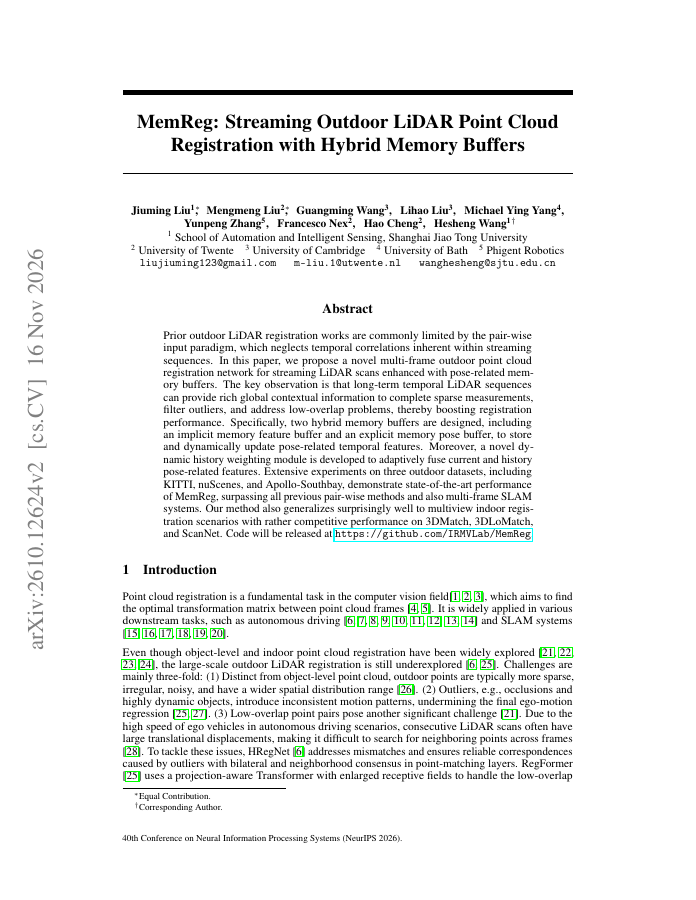 MemReg: Streaming Outdoor LiDAR Point Cloud
Registration with Hybrid Memory Buffers
Jiuming Liu1*, Mengmeng Liu2*, Guangming Wang3, Lihao Liu3, Michael Ying Yang4,
Yunpeng Zhang5, Francesco Nex2, Hao Cheng2, Hesheng Wang1†
1 School of Automation and Intelligent Sensing, Shanghai Jiao Tong University
2 University of Twente 3 University of Cambridge 4 University of Bath 5 Phigent Robotics
liujiuming123@gmail.com m-liu.1@utwente.nl wanghesheng@sjtu.edu.cn
Abstract
Prior outdoor LiDAR registration works are commonly limited by the pair-wise
input paradigm, which neglects temporal correlations inherent within streaming
sequences. In this paper, we propose a novel multi-frame outdoor point cloud
registration network for streaming LiDAR scans enhanced with pose-related mem-
ory buffers. The key observation is that long-term temporal LiDAR sequences
can provide rich global contextual information to complete sparse measurements,
filter outliers, and address low-overlap problems, thereby boosting registration
performance. Specifically, two hybrid memory buffers are designed, including
an implicit memory feature buffer and an explicit memory pose buffer, to store
and dynamically update pose-related temporal features. Moreover, a novel dy-
namic history weighting module is developed to adaptively fuse current and history
pose-related features. Extensive experiments on three outdoor datasets, including
KITTI, nuScenes, and Apollo-Southbay, demonstrate state-of-the-art performance
of MemReg, surpassing all previous pair-wise methods and also multi-frame SLAM
systems. Our method also generalizes surprisingly well to multiview indoor regis-
tration scenarios with rather competitive performance on 3DMatch, 3DLoMatch,
and ScanNet. Code will be released at https://github.com/IRMVLab/MemReg
1 Introduction
Point cloud registration is a fundamental task in the computer vision field[1, 2, 3], which aims to find
the optimal transformation matrix between point cloud frames [4, 5]. It is widely applied in various
downstream tasks, such as autonomous driving [6, 7, 8, 9, 10, 11, 12, 13, 14] and SLAM systems
[15, 16, 17, 18, 19, 20].
Even though object-level and indoor point cloud registration have been widely explored [21, 22,
23, 24], the large-scale outdoor LiDAR registration is still underexplored [6, 25]. Challenges are
mainly three-fold: (1) Distinct from object-level point cloud, outdoor points are typically more sparse,
irregular, noisy, and have a wider spatial distribution range [26]. (2) Outliers, e.g., occlusions and
highly dynamic objects, introduce inconsistent motion patterns, undermining the final ego-motion
regression [25, 27]. (3) Low-overlap point pairs pose another significant challenge [21]. Due to the
high speed of ego vehicles in autonomous driving scenarios, consecutive LiDAR scans often have
large translational displacements, making it difficult to search for neighboring points across frames
[28]. To tackle these issues, HRegNet [6] addresses mismatches and ensures reliable correspondences
caused by outliers with bilateral and neighborhood consensus in point-matching layers. RegFormer
[25] uses a projection-aware Transformer with enlarged receptive fields to handle the low-overlap
*Equal Contribution.
†Corresponding Author.
40th Conference on Neural Information Processing Systems (NeurIPS 2026).
arXiv:2610.12624v2 [cs.CV] 16 Nov 2026